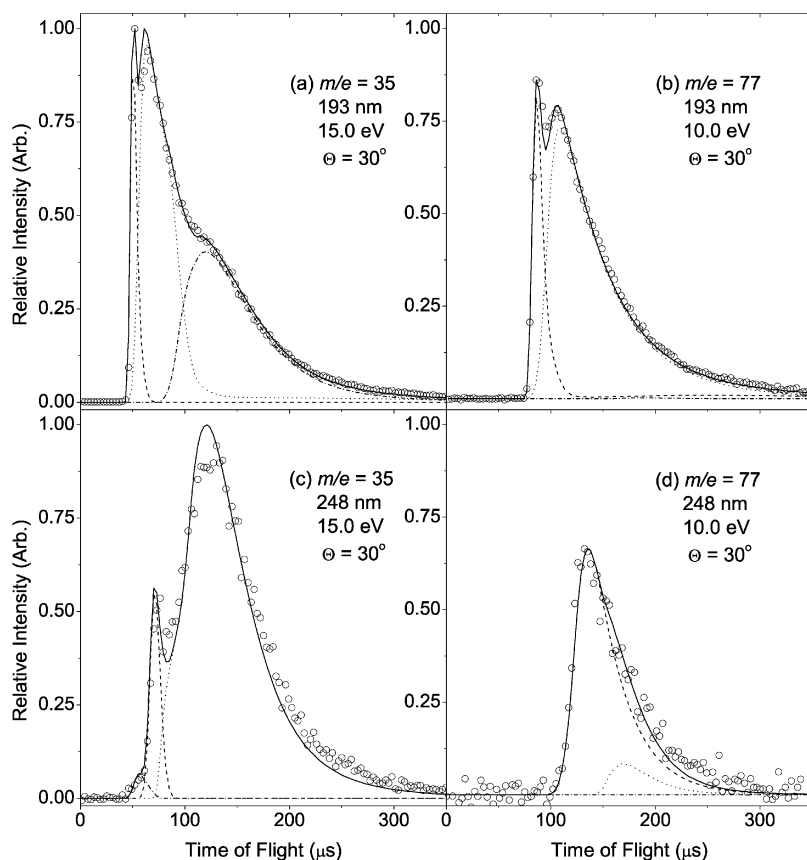 Relative Intensity (Arb.)
1.00
0.75
0.50
0.25
0.00
(a) m/e = 35
193 nm
15.0 eV
Θ = 30°
(b) m/e = 77
193 nm
10.0 eV
Θ = 30°
Relative Intensity (Arb.)
1.00
0.75
0.50
0.25
0.00
(c) m/e = 35
248 nm
15.0 eV
Θ = 30°
(d) m/e = 77
248 nm
10.0 eV
Θ = 30°
1.00
0.75
0.50
0.25
1.00
0.75
0.50
0.25
0 100 200 300
0 100 200 300
Time of Flight (μs)
Time of Flight (μs)